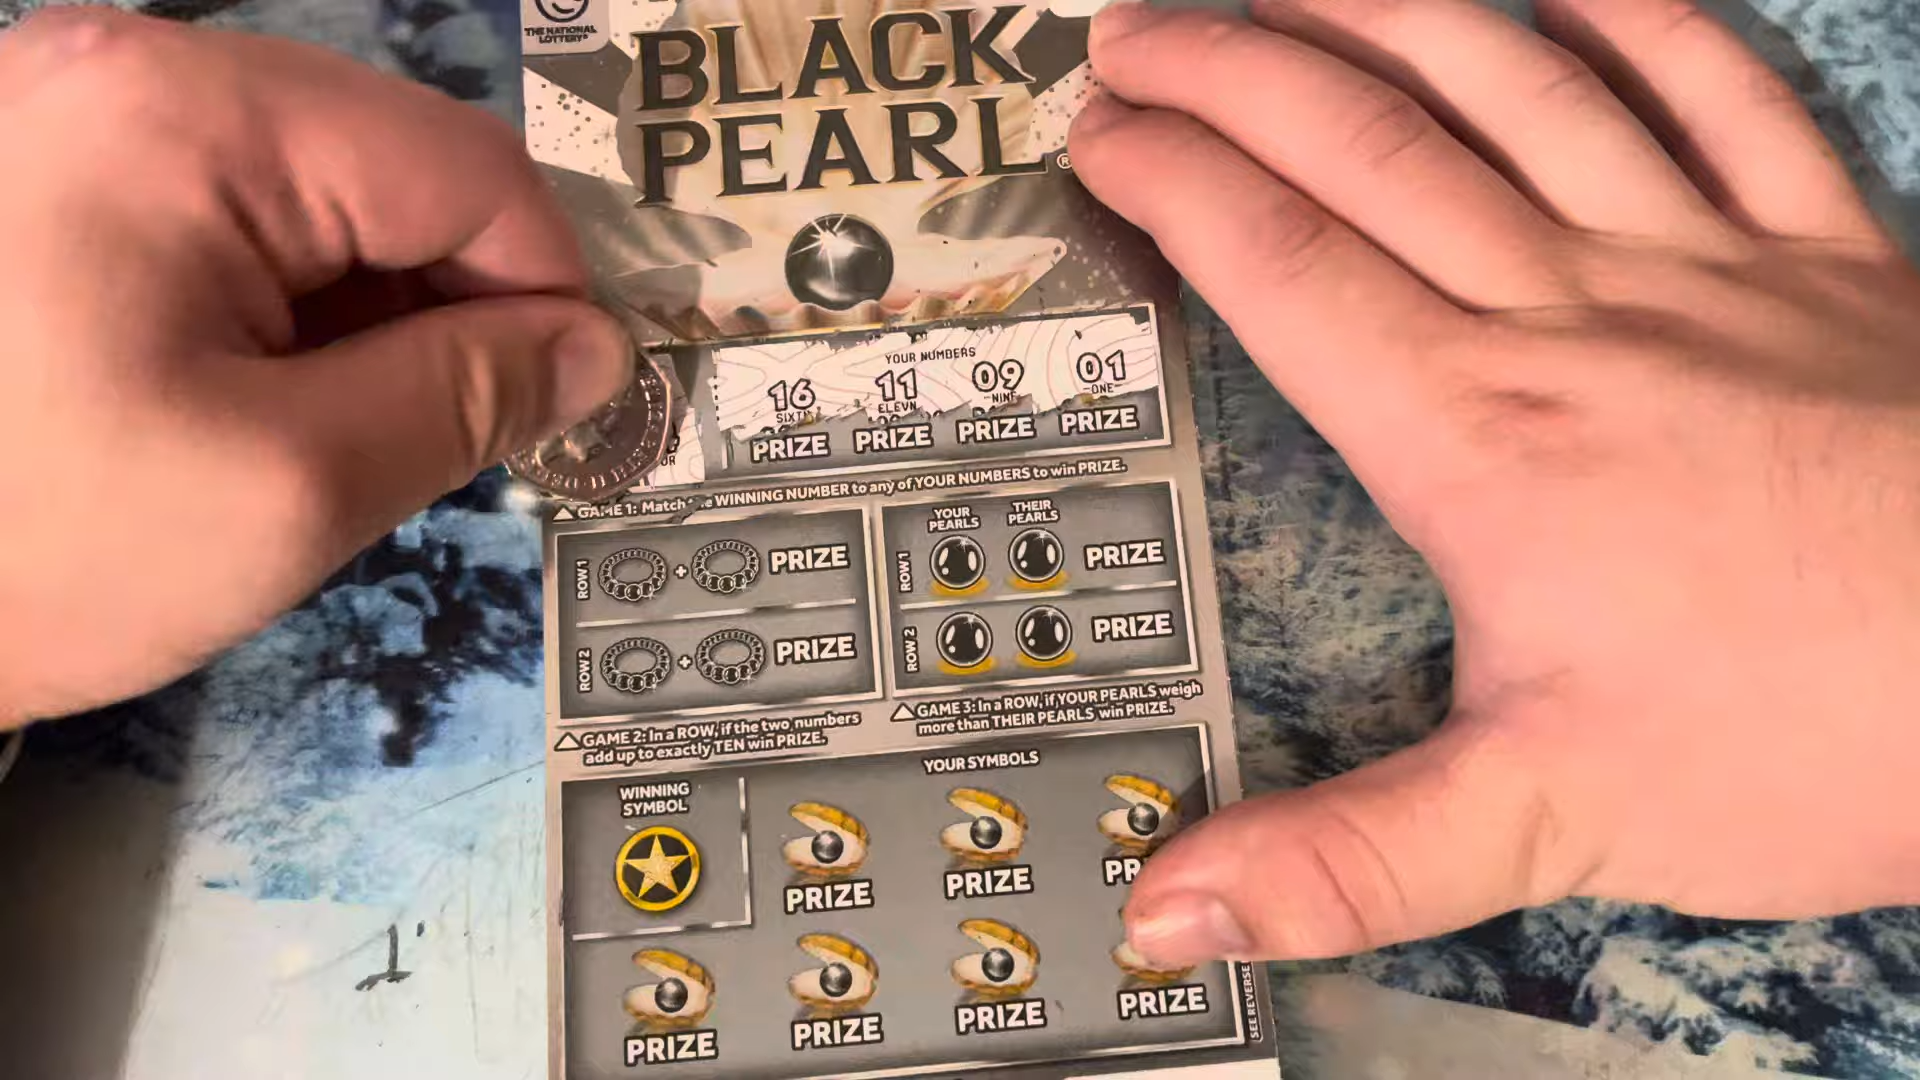 THE NATIONAL
LOTTERY®
BLACK
PEARL®
YOUR NUMBERS
16 11 09 01
SIXTN ELEVN NINE ONE
PRIZE PRIZE PRIZE PRIZE
GAME 1: Match WINNING NUMBER to any of YOUR NUMBERS to win PRIZE.
ROW 1 + PRIZE
ROW 2 + PRIZE
GAME 2: In a ROW, if the two numbers
add up to exactly TEN win PRIZE.
YOUR PEARLS THEIR PEARLS
ROW 1 PRIZE
ROW 2 PRIZE
GAME 3: In a ROW, if YOUR PEARLS weigh
more than THEIR PEARLS win PRIZE.
WINNING
SYMBOL
YOUR SYMBOLS
PRIZE PRIZE
PRIZE PRIZE PRIZE PRIZE
SEE REVERSE